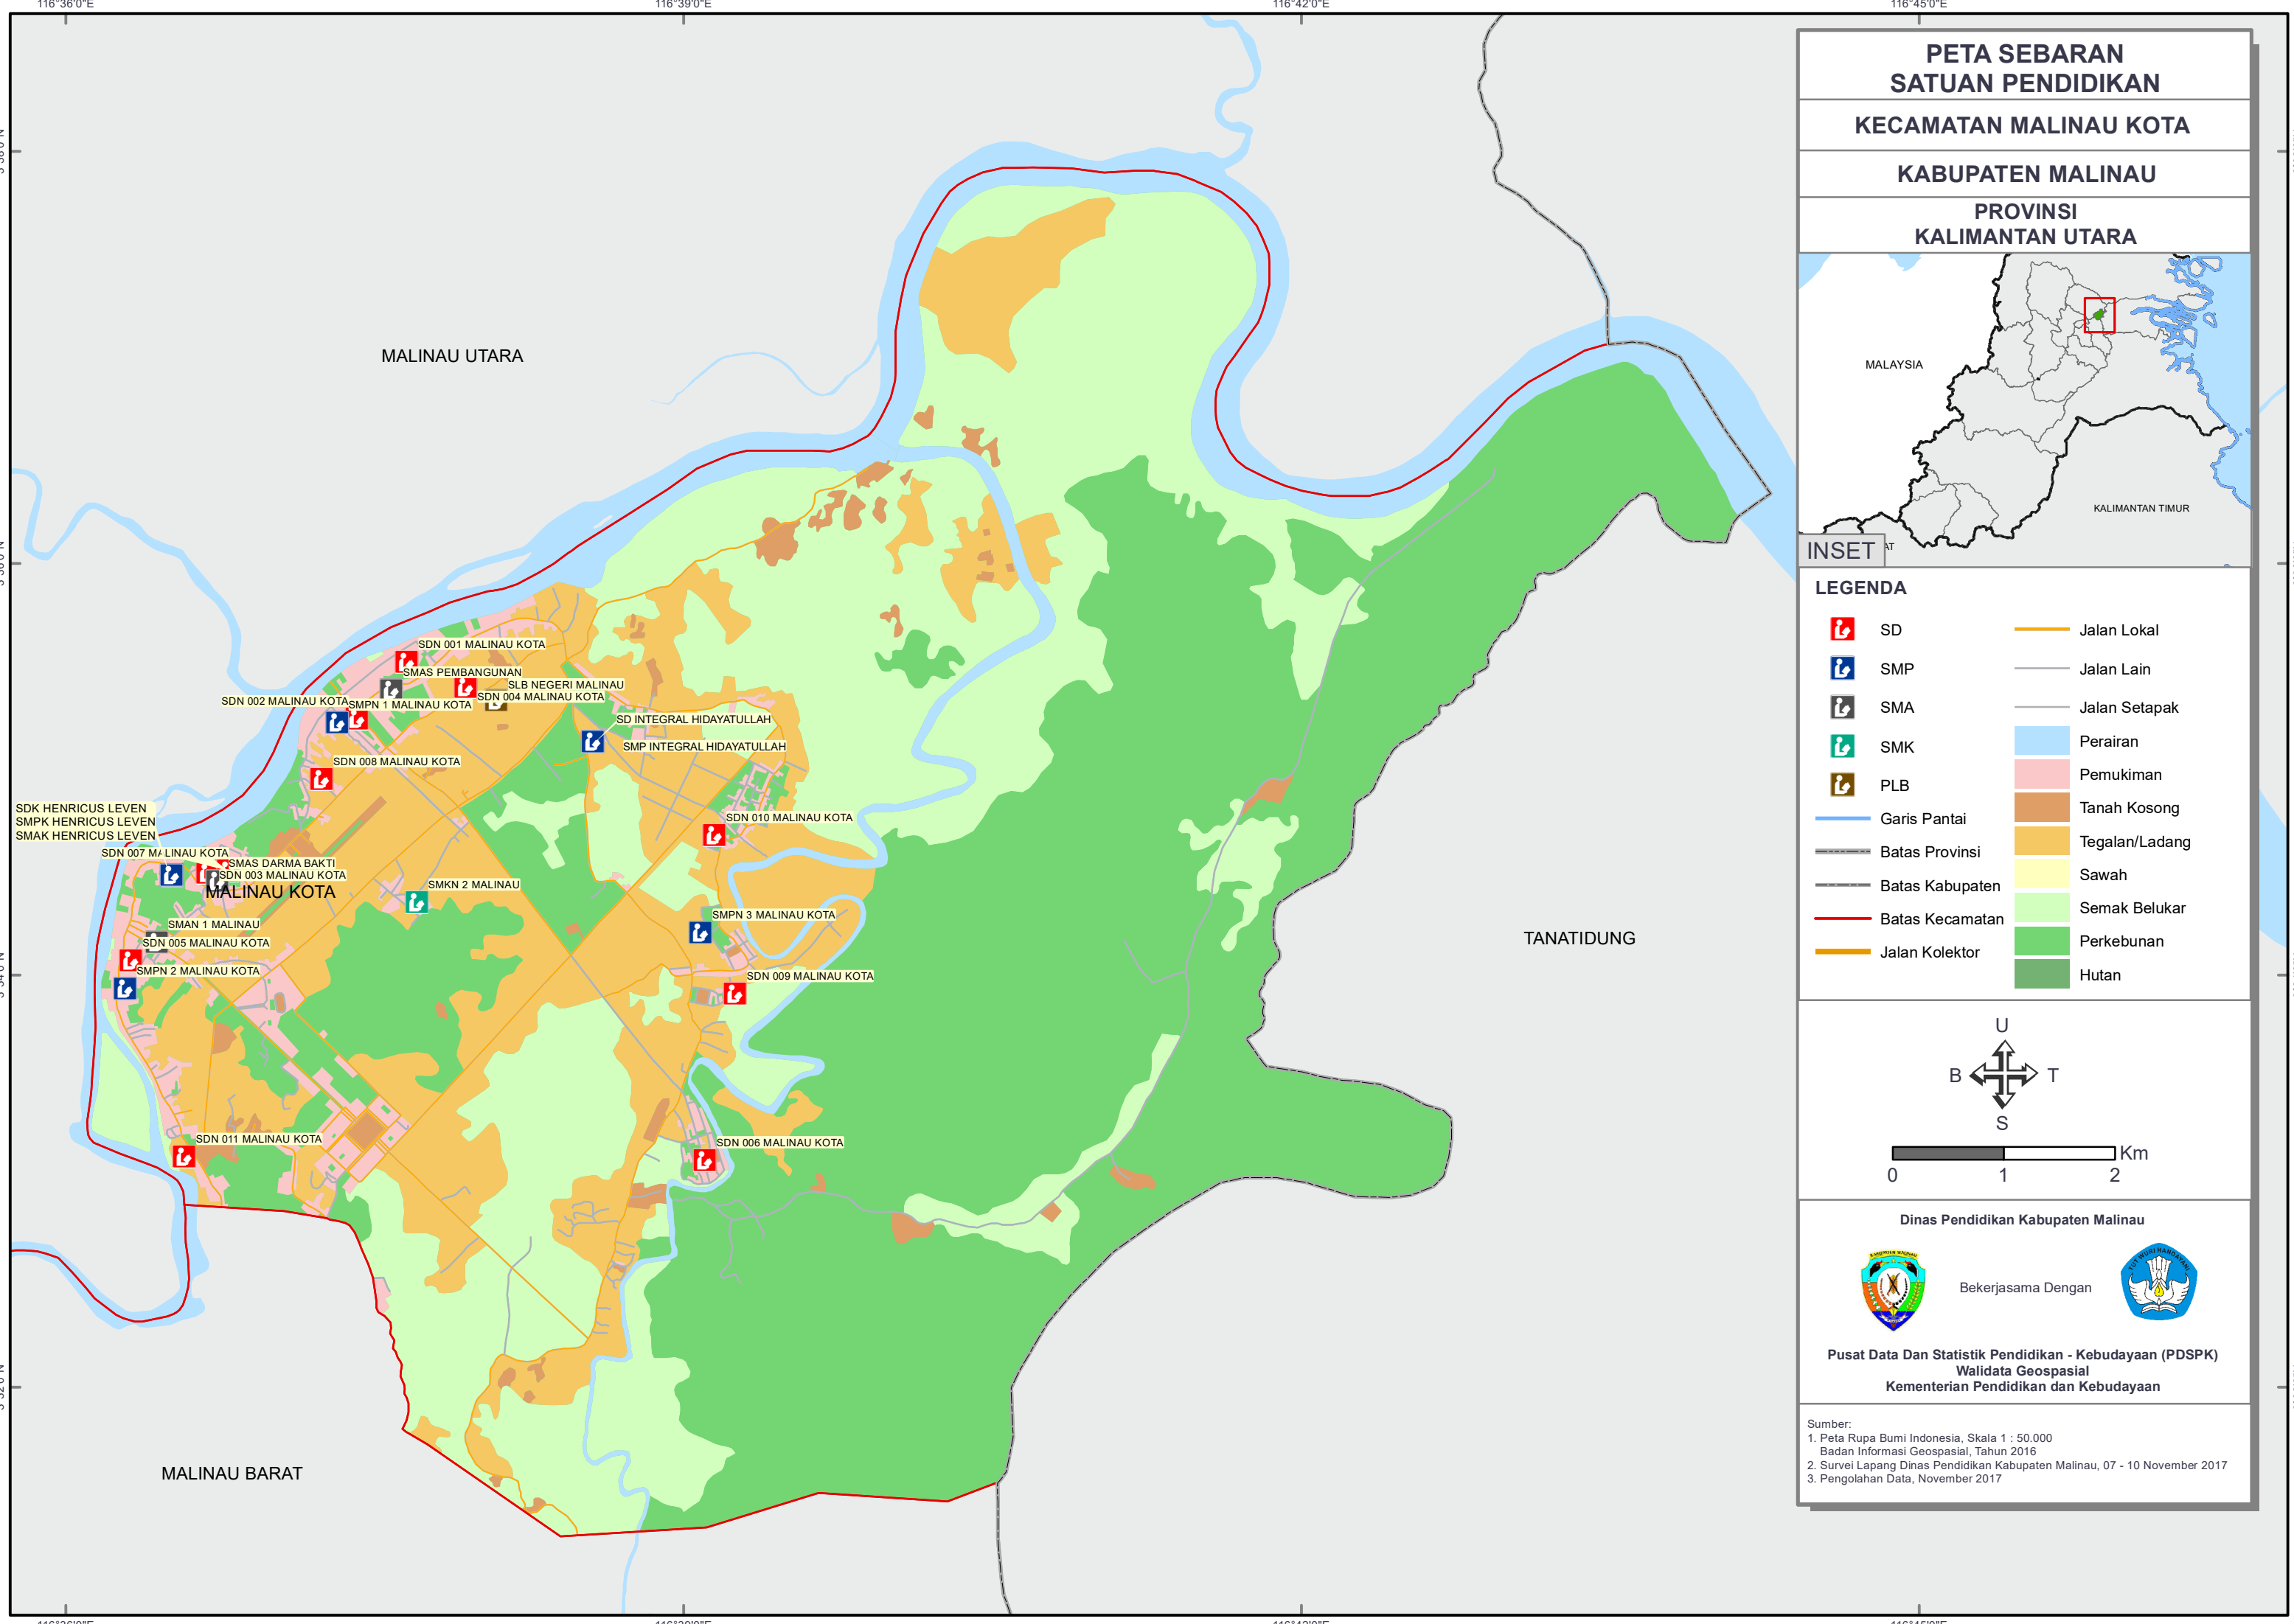 116°36'0"E
116°39'0"E
116°42'0"E
116°45'0"E
PETA SEBARAN
SATUAN PENDIDIKAN
KECAMATAN MALINAU KOTA
KABUPATEN MALINAU
PROVINSI
KALIMANTAN UTARA
MALAYSIA
KALIMANTAN TIMUR
INSET
MALINAU UTARA
SDN 001 MALINAU KOTA
SMAS PEMBANGUNAN
SLB NEGERI MALINAU
SDN 004 MALINAU KOTA
SDN 002 MALINAU KOTA
SMPN 1 MALINAU KOTA
SD INTEGRAL HIDAYATULLAH
SMP INTEGRAL HIDAYATULLAH
SDN 008 MALINAU KOTA
SDK HENRICUS LEVEN
SMPK HENRICUS LEVEN
SMAK HENRICUS LEVEN
SDN 010 MALINAU KOTA
SDN 007 MALINAU KOTA
SMAS DARMA BAKTI
SDN 003 MALINAU KOTA
MALINAU KOTA
SMKN 2 MALINAU
SMPN 3 MALINAU KOTA
SMAN 1 MALINAU
SDN 005 MALINAU KOTA
SMPN 2 MALINAU KOTA
SDN 009 MALINAU KOTA
TANATIDUNG
SDN 011 MALINAU KOTA
SDN 006 MALINAU KOTA
MALINAU BARAT
LEGENDA
SD
SMP
SMA
SMK
PLB
Garis Pantai
Batas Provinsi
Batas Kabupaten
Batas Kecamatan
Jalan Kolektor
Jalan Lokal
Jalan Lain
Jalan Setapak
Perairan
Pemukiman
Tanah Kosong
Tegalan/Ladang
Sawah
Semak Belukar
Perkebunan
Hutan
U
B T
S
Km
0 1 2
Dinas Pendidikan Kabupaten Malinau
KABUPATEN MALINAU
TUT WURI HANDAYANI
Bekerjasama Dengan
Pusat Data Dan Statistik Pendidikan - Kebudayaan (PDSPK)
Walidata Geospasial
Kementerian Pendidikan dan Kebudayaan
Sumber:
1. Peta Rupa Bumi Indonesia, Skala 1 : 50.000
Badan Informasi Geospasial, Tahun 2016
2. Survei Lapang Dinas Pendidikan Kabupaten Malinau, 07 - 10 November 2017
3. Pengolahan Data, November 2017